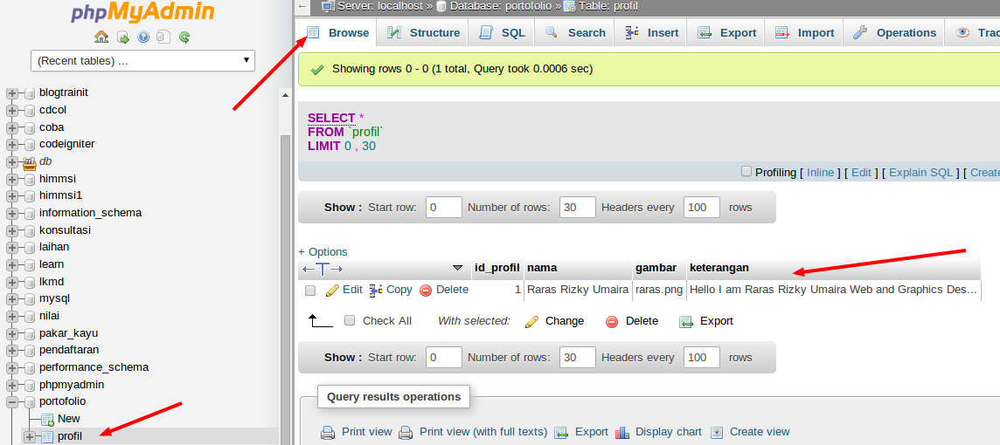 phpMyAdmin
(Recent tables) ...
blogtrainit
cdcol
coba
codeigniter
db
himmsi
himmsi1
information_schema
konsultasi
laihan
learn
lkmd
mysql
nilai
pakar_kayu
pendaftaran
performance_schema
phpmyadmin
portofolio
New
profil
Server: localhost » Database: portofolio » Table: profil
Browse Structure SQL Search Insert Export Import Operations Trac
Showing rows 0 - 0 (1 total, Query took 0.0006 sec)
SELECT *
FROM `profil`
LIMIT 0 , 30
Profiling [ Inline ] [ Edit ] [ Explain SQL ] [ Create
Show : Start row: 0 Number of rows: 30 Headers every 100 rows
+ Options
id_profil nama gambar keterangan
Edit Copy Delete 1 Raras Rizky Umaira raras.png Hello I am Raras Rizky Umaira Web and Graphics Des...
Check All With selected: Change Delete Export
Show : Start row: 0 Number of rows: 30 Headers every 100 rows
Query results operations
Print view Print view (with full texts) Export Display chart Create view